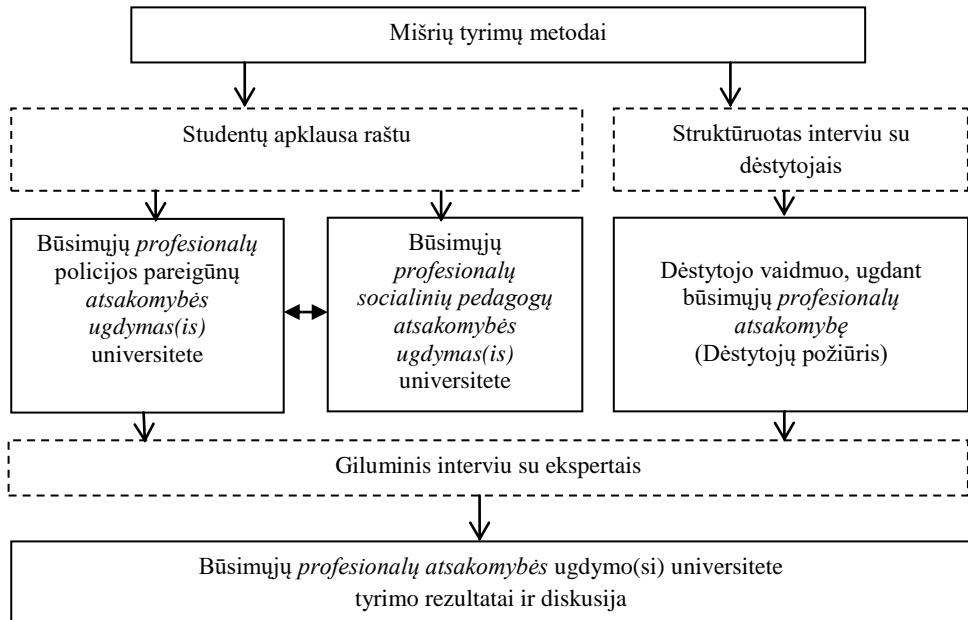 Mišrių tyrimų metodai
Studentų apklausa raštu
Struktūruotas interviu su
dėstytojais
Būsimųjų profesionalų
policijos pareigūnų
atsakomybės
ugdymas(is)
universitete
Būsimųjų
profesionalų
socialinių pedagogų
atsakomybės
ugdymas(is)
universitete
Dėstytojo vaidmuo, ugdant
būsimųjų profesionalų
atsakomybę
(Dėstytojų požiūris)
Giluminis interviu su ekspertais
Būsimųjų profesionalų atsakomybės ugdymo(si) universitete
tyrimo rezultatai ir diskusija